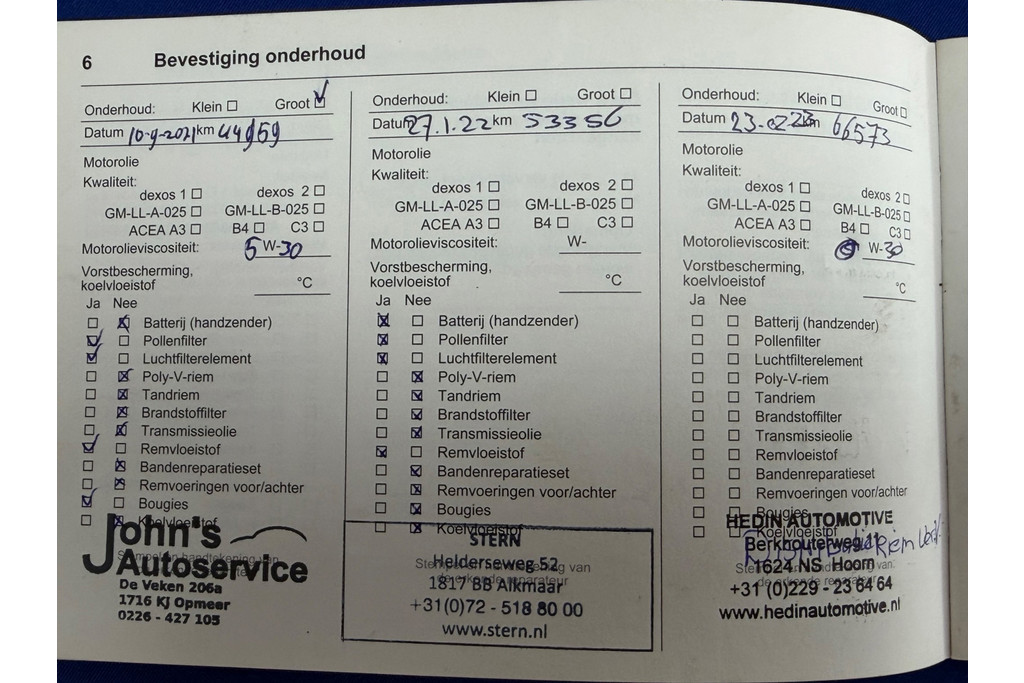 6 Bevestiging onderhoud
Onderhoud: Klein ☐ Groot ☑
Datum 10-9-2021 km 44959
Motorolie
Kwaliteit:
dexos 1 ☐ dexos 2 ☐
GM-LL-A-025 ☐ GM-LL-B-025 ☐
ACEA A3 ☐ B4 ☐ C3 ☐
Motorolieviscositeit: 5 W-30
Vorstbescherming,
koelvloeistof °C
Ja Nee
☐ ☒ Batterij (handzender)
☑ ☐ Pollenfilter
☑ ☐ Luchtfilterelement
☐ ☒ Poly-V-riem
☐ ☒ Tandriem
☐ ☒ Brandstoffilter
☐ ☒ Transmissieolie
☑ ☐ Remvloeistof
☐ ☒ Bandenreparatieset
☐ ☒ Remvoeringen voor/achter
☑ ☐ Bougies
☐ ☒ Koelvloeistof
John's
Autoservice
De Veken 206a
1716 KJ Opmeer
0226 - 427 105
Onderhoud: Klein ☐ Groot ☐
Datum 27.1.22 km 53356
Motorolie
Kwaliteit:
dexos 1 ☐ dexos 2 ☐
GM-LL-A-025 ☐ GM-LL-B-025 ☐
ACEA A3 ☐ B4 ☐ C3 ☐
Motorolieviscositeit: W-
Vorstbescherming,
koelvloeistof °C
Ja Nee
☒ ☐ Batterij (handzender)
☒ ☐ Pollenfilter
☒ ☐ Luchtfilterelement
☐ ☒ Poly-V-riem
☐ ☒ Tandriem
☐ ☒ Brandstoffilter
☐ ☒ Transmissieolie
☒ ☐ Remvloeistof
☐ ☒ Bandenreparatieset
☐ ☒ Remvoeringen voor/achter
☐ ☒ Bougies
☐ ☒ Koelvloeistof
STERN
Helderseweg 52
1817 BB Alkmaar
+31(0)72 - 518 80 00
www.stern.nl
Onderhoud: Klein ☐ Groot ☐
Datum 23-02-23 km 66573
Motorolie
Kwaliteit:
dexos 1 ☐ dexos 2 ☐
GM-LL-A-025 ☐ GM-LL-B-025 ☐
ACEA A3 ☐ B4 ☐ C3 ☐
Motorolieviscositeit: W-30
Vorstbescherming,
koelvloeistof °C
Ja Nee
☐ ☐ Batterij (handzender)
☐ ☐ Pollenfilter
☐ ☐ Luchtfilterelement
☐ ☐ Poly-V-riem
☐ ☐ Tandriem
☐ ☐ Brandstoffilter
☐ ☐ Transmissieolie
☐ ☐ Remvloeistof
☐ ☐ Bandenreparatieset
☐ ☐ Remvoeringen voor/achter
☐ ☐ Bougies
☐ ☐ Koelvloeistof
HEDIN AUTOMOTIVE
Berkhouterweg 11
1624 NS Hoorn
+31 (0)229 - 23 64 64
www.hedinautomotive.nl